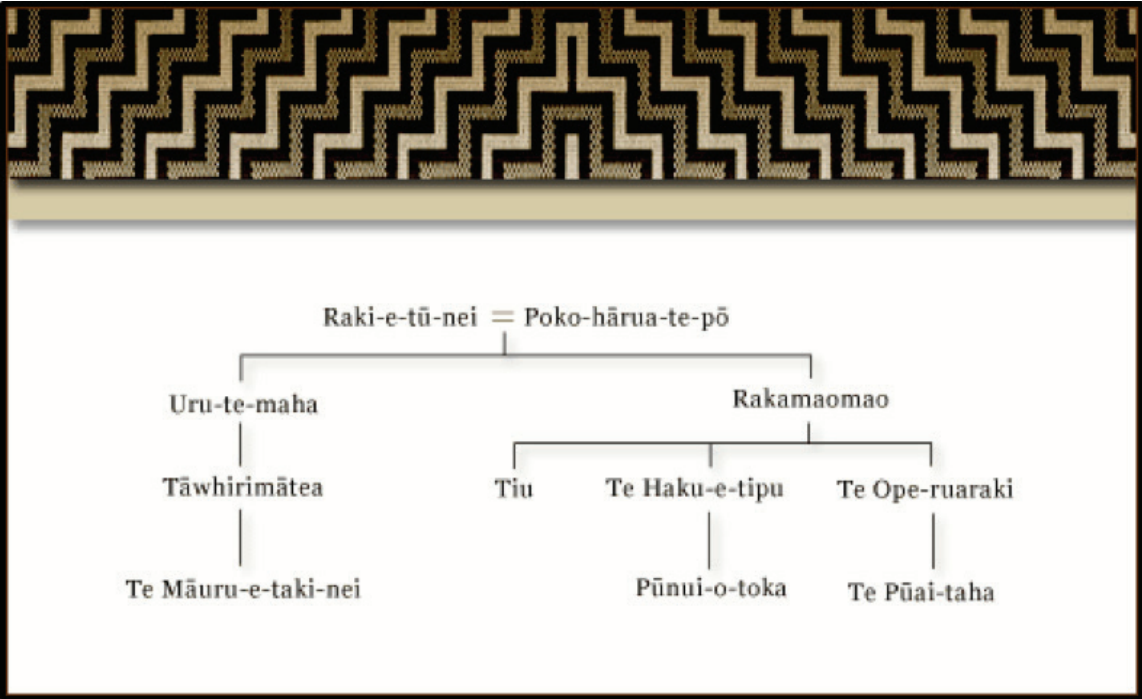 Raki-e-tū-nei = Poko-hārua-te-pō
Uru-te-maha Rakamaomao
Tāwhirimātea Tiu Te Haku-e-tipu Te Ope-ruaraki
Te Māuru-e-taki-nei Pūnui-o-toka Te Pūai-taha